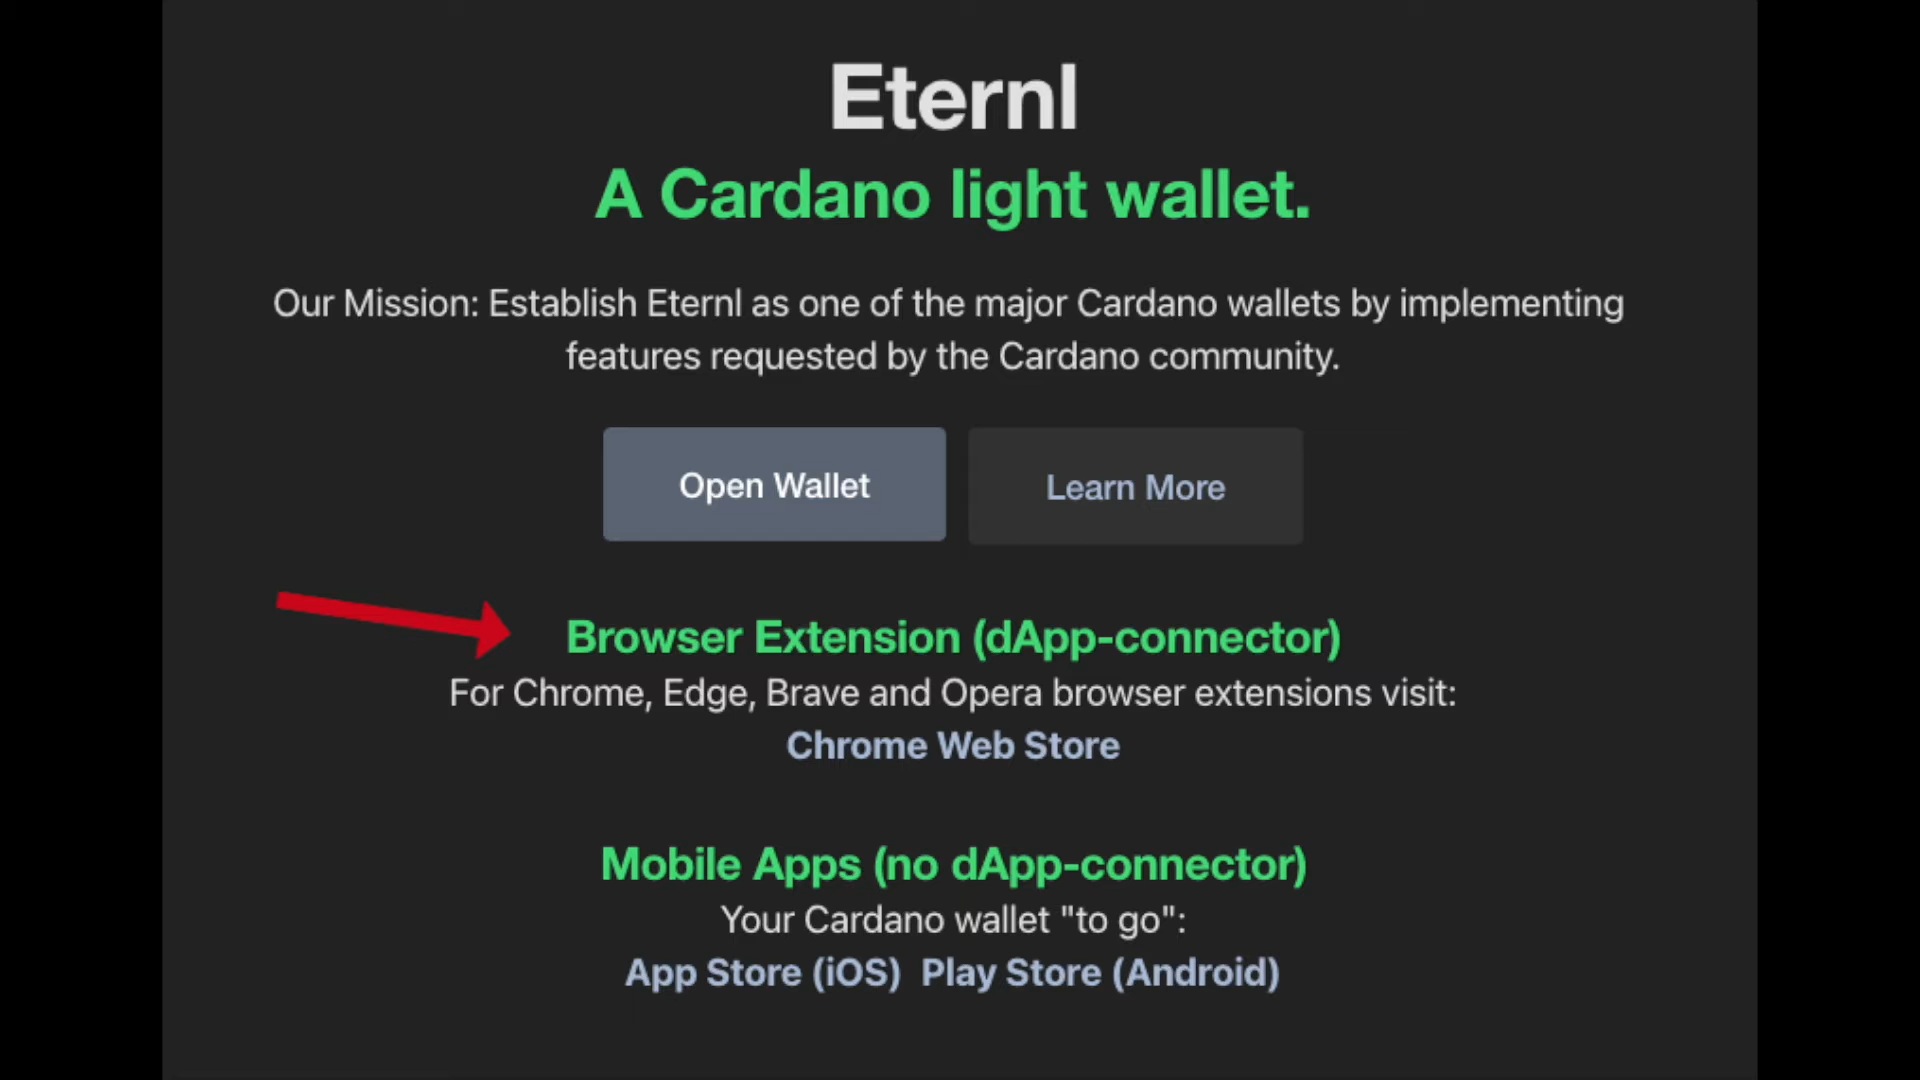 Eternl
A Cardano light wallet.
Our Mission: Establish Eternl as one of the major Cardano wallets by implementing
features requested by the Cardano community.
Open Wallet
Learn More
Browser Extension (dApp-connector)
For Chrome, Edge, Brave and Opera browser extensions visit:
Chrome Web Store
Mobile Apps (no dApp-connector)
Your Cardano wallet "to go":
App Store (iOS) Play Store (Android)